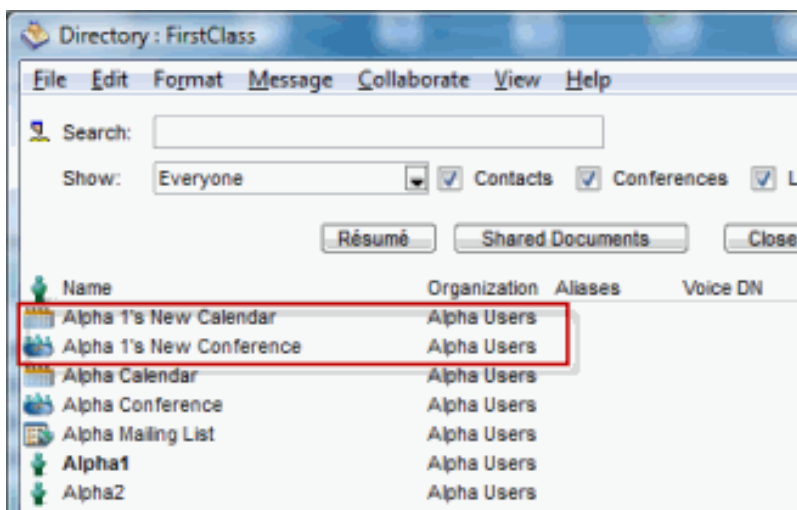 Directory : FirstClass
File Edit Format Message Collaborate View Help
Search:
Show: Everyone Contacts Conferences L
Résumé Shared Documents Close
Name Organization Aliases Voice DN
Alpha 1's New Calendar Alpha Users
Alpha 1's New Conference Alpha Users
Alpha Calendar Alpha Users
Alpha Conference Alpha Users
Alpha Mailing List Alpha Users
Alpha1 Alpha Users
Alpha2 Alpha Users